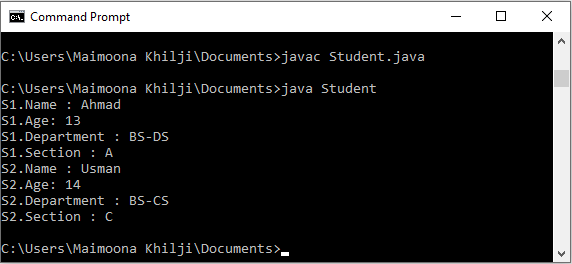 Command Prompt
C:\Users\Maimoona Khilji\Documents>javac Student.java
C:\Users\Maimoona Khilji\Documents>java Student
S1.Name : Ahmad
S1.Age: 13
S1.Department : BS-DS
S1.Section : A
S2.Name : Usman
S2.Age: 14
S2.Department : BS-CS
S2.Section : C
C:\Users\Maimoona Khilji\Documents>